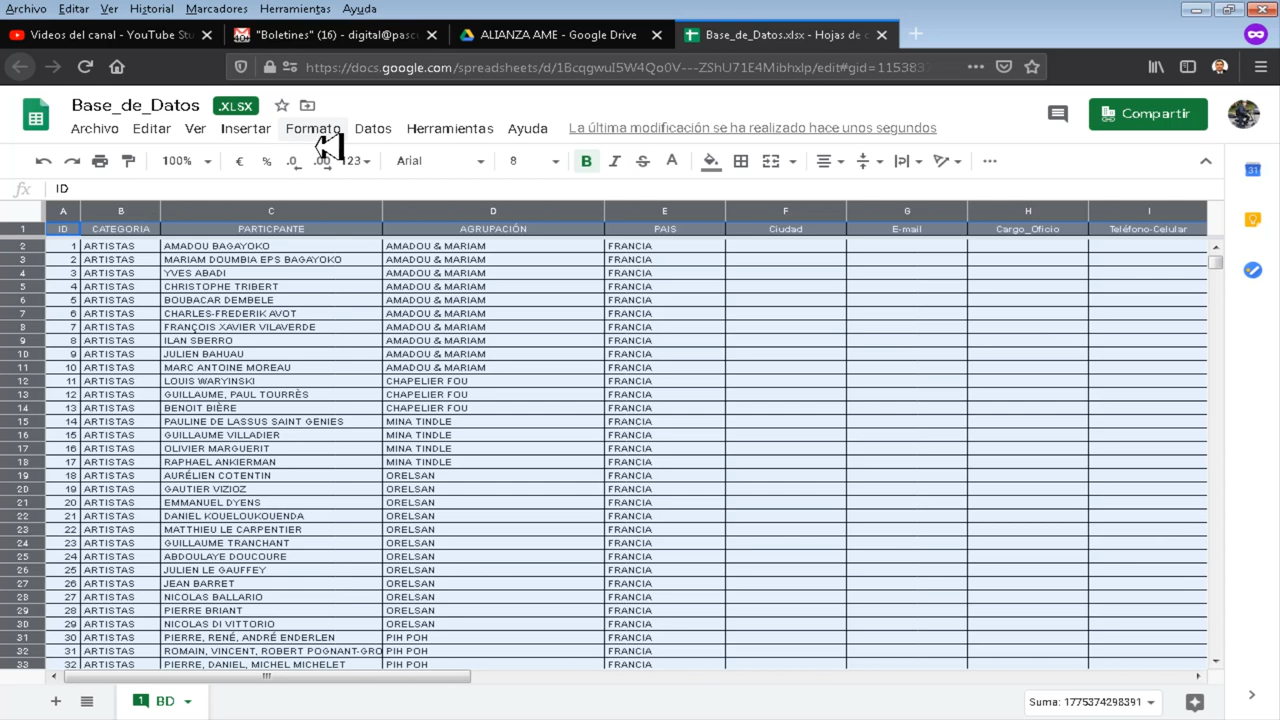 Archivo Editar Ver Historial Marcadores Herramientas Ayuda
Videos del canal - YouTube Stu "Boletines" (16) - digital@pasc ALIANZA AME - Google Drive Base_de_Datos.xlsx - Hojas de c
https://docs.google.com/spreadsheets/d/
Base_de_Datos .XLSX
Compartir
Archivo Editar Ver Insertar Formato Datos Herramientas Ayuda La última modificación se ha realizado hace unos segundos
100% € % .0 .00 123 Arial 8 B I S A
fx ID
A B C D E F G H I
1 ID CATEGORIA PARTICPANTE AGRUPACIÓN PAIS Ciudad E-mail Cargo_Oficio Teléfono-Celular
2 1 ARTISTAS AMADOU BAGAYOKO AMADOU & MARIAM FRANCIA
3 2 ARTISTAS MARIAM DOUMBIA EPS BAGAYOKO AMADOU & MARIAM FRANCIA
4 3 ARTISTAS YVES ABADI AMADOU & MARIAM FRANCIA
5 4 ARTISTAS CHRISTOPHE TRIBERT AMADOU & MARIAM FRANCIA
6 5 ARTISTAS BOUBACAR DEMBELE AMADOU & MARIAM FRANCIA
7 6 ARTISTAS CHARLES-FREDERIK AVOT AMADOU & MARIAM FRANCIA
8 7 ARTISTAS FRANÇOIS XAVIER VILAVERDE AMADOU & MARIAM FRANCIA
9 8 ARTISTAS ILAN SBERRO AMADOU & MARIAM FRANCIA
10 9 ARTISTAS JULIEN BAHUAU AMADOU & MARIAM FRANCIA
11 10 ARTISTAS MARC ANTOINE MOREAU AMADOU & MARIAM FRANCIA
12 11 ARTISTAS LOUIS WARYINSKI CHAPELIER FOU FRANCIA
13 12 ARTISTAS GUILLAUME, PAUL TOURRÈS CHAPELIER FOU FRANCIA
14 13 ARTISTAS BENOIT BIÈRE CHAPELIER FOU FRANCIA
15 14 ARTISTAS PAULINE DE LASSUS SAINT GENIES MINA TINDLE FRANCIA
16 15 ARTISTAS GUILLAUME VILLADIER MINA TINDLE FRANCIA
17 16 ARTISTAS OLIVIER MARGUERIT MINA TINDLE FRANCIA
18 17 ARTISTAS RAPHAEL ANKIERMAN MINA TINDLE FRANCIA
19 18 ARTISTAS AURÉLIEN COTENTIN ORELSAN FRANCIA
20 19 ARTISTAS GAUTIER VIZIOZ ORELSAN FRANCIA
21 20 ARTISTAS EMMANUEL DYENS ORELSAN FRANCIA
22 21 ARTISTAS DANIEL KOUELOUKOUENDA ORELSAN FRANCIA
23 22 ARTISTAS MATTHIEU LE CARPENTIER ORELSAN FRANCIA
24 23 ARTISTAS GUILLAUME TRANCHANT ORELSAN FRANCIA
25 24 ARTISTAS ABDOULAYE DOUCOURE ORELSAN FRANCIA
26 25 ARTISTAS JULIEN LE GAUFFEY ORELSAN FRANCIA
27 26 ARTISTAS JEAN BARRET ORELSAN FRANCIA
28 27 ARTISTAS NICOLAS BALLARIO ORELSAN FRANCIA
29 28 ARTISTAS PIERRE BRIANT ORELSAN FRANCIA
30 29 ARTISTAS NICOLAS DI VITTORIO ORELSAN FRANCIA
31 30 ARTISTAS PIERRE, RENÉ, ANDRÉ ENDERLEN PIH POH FRANCIA
32 31 ARTISTAS ROMAIN, VINCENT, ROBERT POGNANT-GRO PIH POH FRANCIA
33 32 ARTISTAS PIERRE, DANIEL, MICHEL MICHELET PIH POH FRANCIA
1 BD Suma: 1775374298391
31